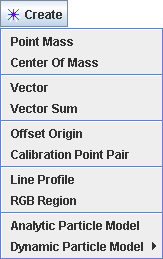 Create
Point Mass
Center Of Mass
Vector
Vector Sum
Offset Origin
Calibration Point Pair
Line Profile
RGB Region
Analytic Particle Model
Dynamic Particle Model